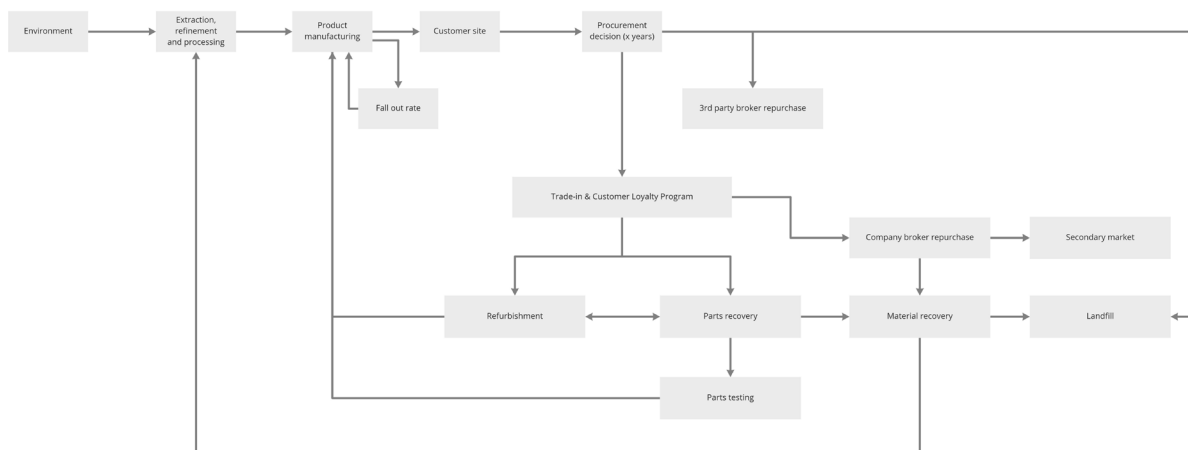 Environment
Extraction,
refinement
and processing
Product
manufacturing
Customer site
Procurement
decision (x years)
Fall out rate
3rd party broker repurchase
Trade-in & Customer Loyalty Program
Company broker repurchase
Secondary market
Refurbishment
Parts recovery
Material recovery
Landfill
Parts testing